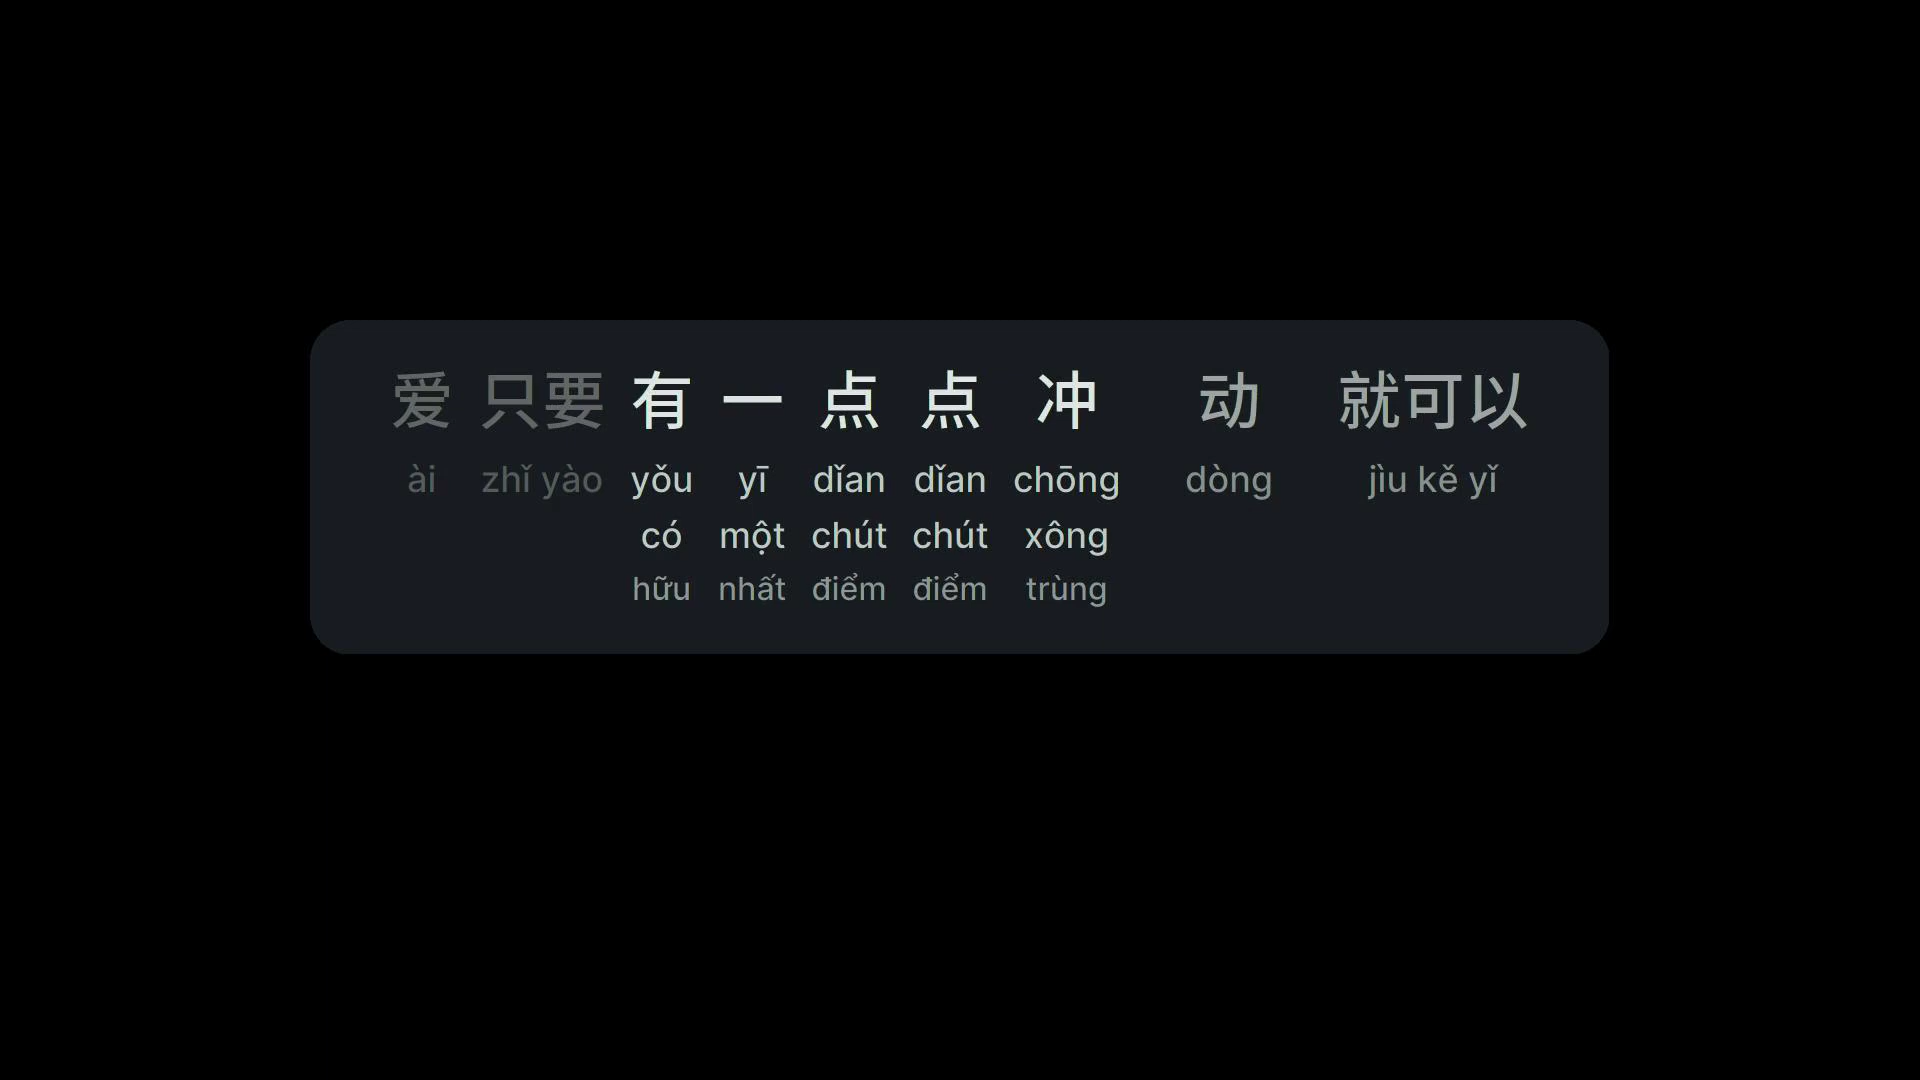 爱 只要 有 一 点 点 冲 动 就可以
ài zhǐ yào yǒu yī dǐan dǐan chōng dòng jìu kě yǐ
có một chút chút xông
hữu nhất điểm điểm trùng